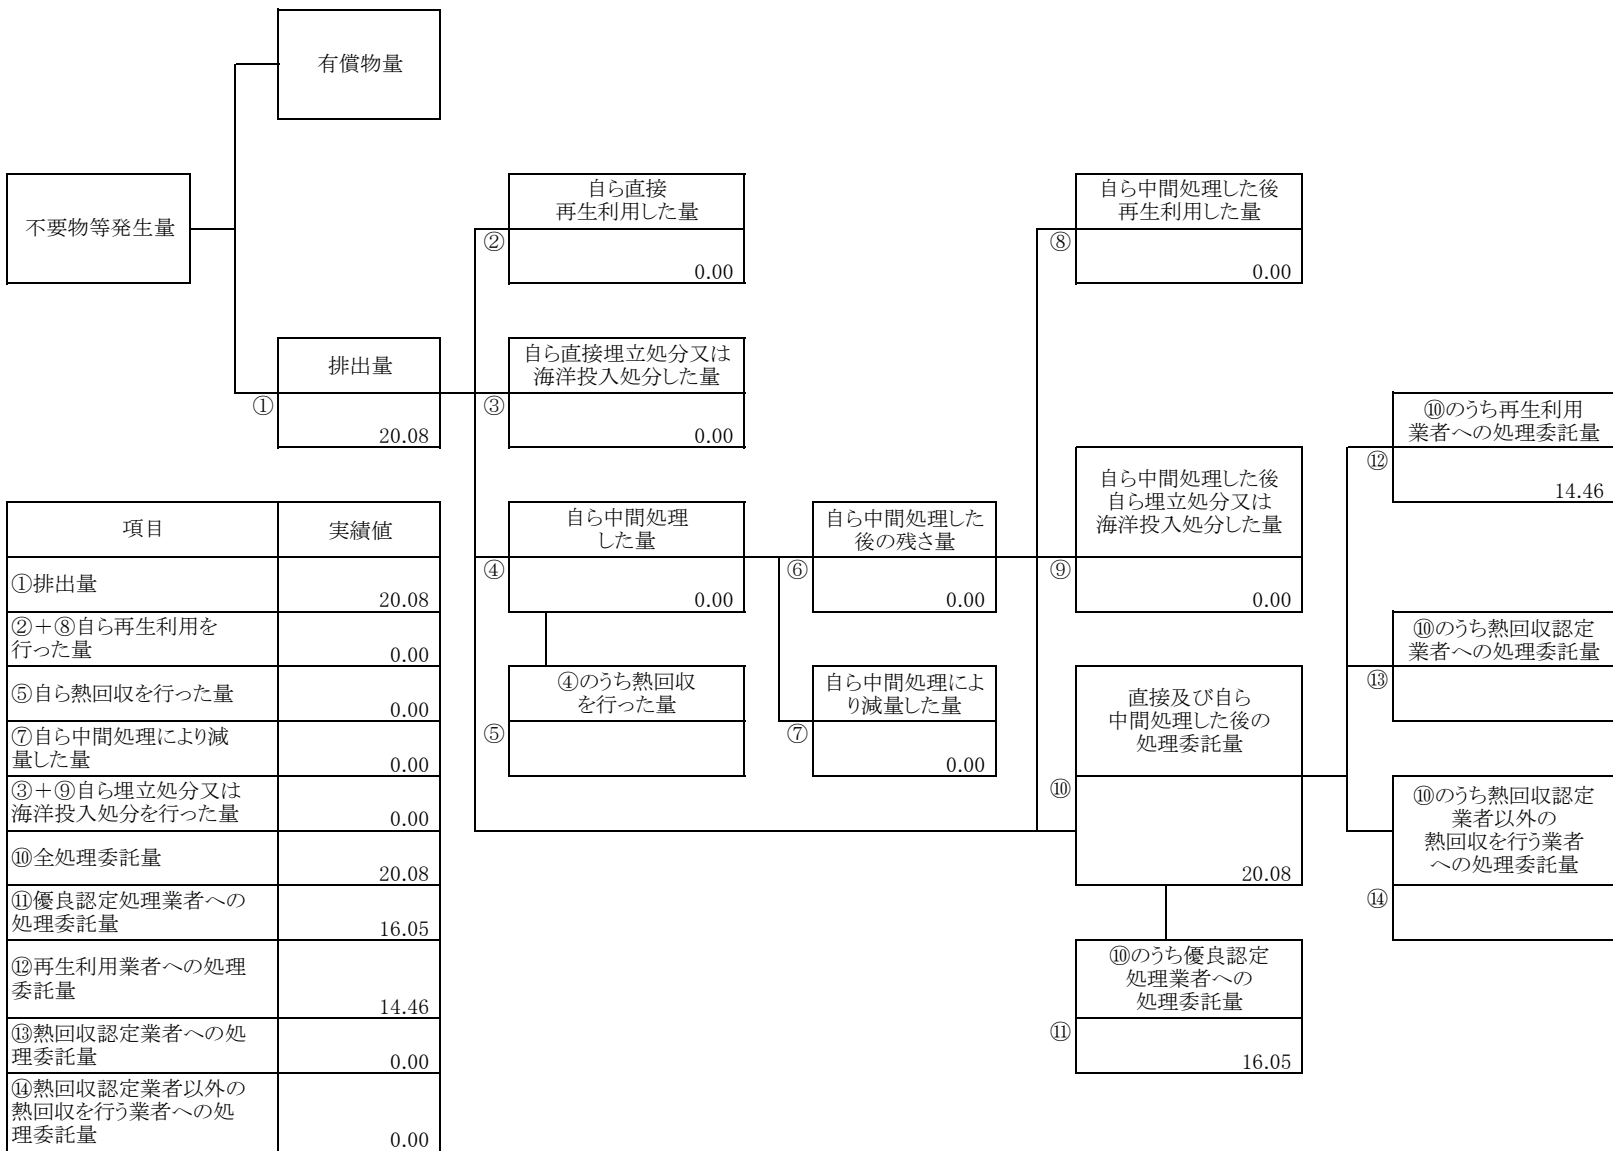 有償物量
不要物等発生量
自ら直接
再生利用した量
②
0.00
自ら中間処理した後
再生利用した量
⑧
0.00
排出量
①
20.08
自ら直接埋立処分又は
海洋投入処分した量
③
0.00
⑩のうち再生利用
業者への処理委託量
⑫
14.46
自ら中間処理
した量
④
0.00
自ら中間処理した
後の残さ量
⑥
0.00
自ら中間処理した後
自ら埋立処分又は
海洋投入処分した量
⑨
0.00
⑩のうち熱回収認定
業者への処理委託量
⑬
④のうち熱回収
を行った量
⑤
自ら中間処理によ
り減量した量
⑦
0.00
直接及び自ら
中間処理した後の
処理委託量
⑩
20.08
⑩のうち熱回収認定
業者以外の
熱回収を行う業者
への処理委託量
⑭
⑩のうち優良認定
処理業者への
処理委託量
⑪
16.05
項目 実績値
①排出量 20.08
②＋⑧自ら再生利用を
行った量 0.00
⑤自ら熱回収を行った量 0.00
⑦自ら中間処理により減
量した量 0.00
③＋⑨自ら埋立処分又は
海洋投入処分を行った量 0.00
⑩全処理委託量 20.08
⑪優良認定処理業者への
処理委託量 16.05
⑫再生利用業者への処理
委託量 14.46
⑬熱回収認定業者への処
理委託量 0.00
⑭熱回収認定業者以外の
熱回収を行う業者への処
理委託量 0.00